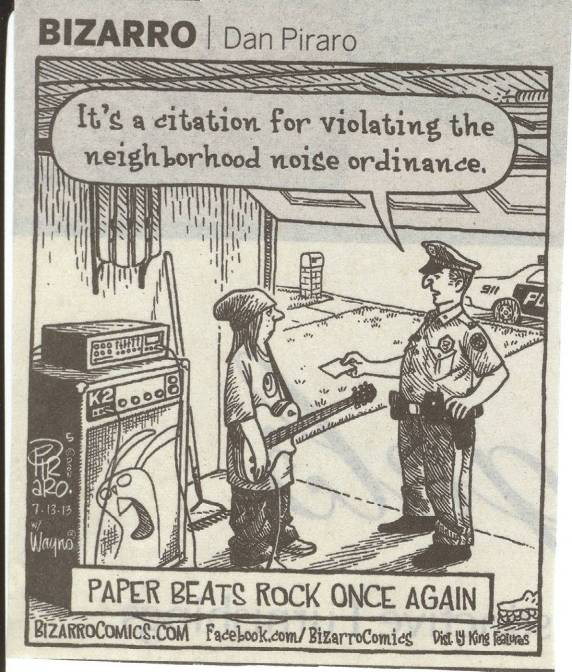 BIZARRO | Dan Piraro
It's a citation for violating the
neighborhood noise ordinance.
911
K2
5
PIRARO.
7-13-13
w/
Wayno
PAPER BEATS ROCK ONCE AGAIN
BIZARROCOMICS.COM Facebook.com/BizarroComics Dist. by King Features